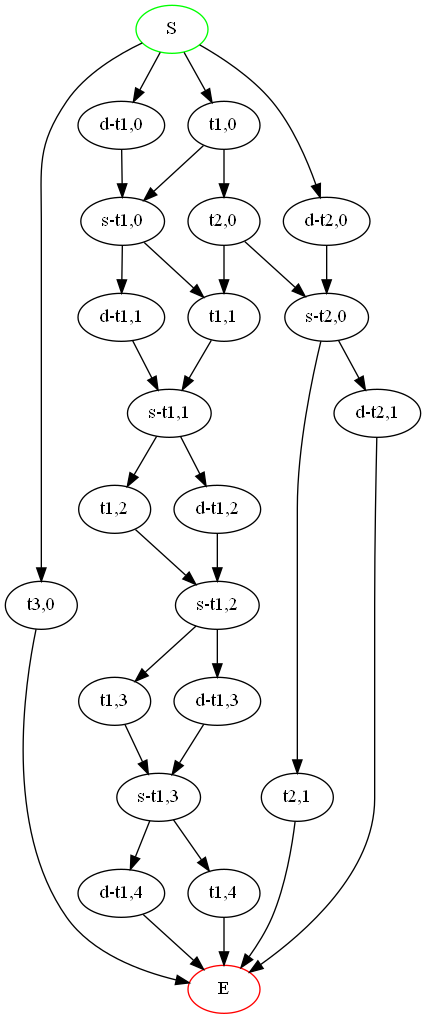 S
d-t1,0
t1,0
s-t1,0
t2,0
d-t2,0
d-t1,1
t1,1
s-t2,0
s-t1,1
d-t2,1
t1,2
d-t1,2
t3,0
s-t1,2
t1,3
d-t1,3
s-t1,3
t2,1
d-t1,4
t1,4
E